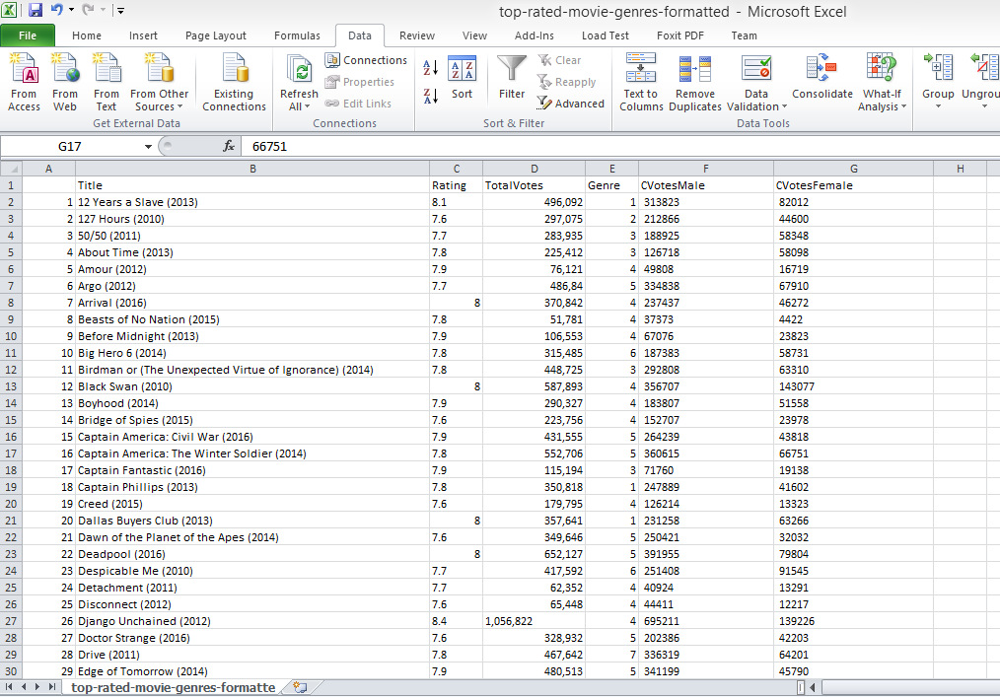 top-rated-movie-genres-formatted - Microsoft Excel
File Home Insert Page Layout Formulas Data Review View Add-Ins Load Test Foxit PDF Team
From Access From Web From Text From Other Sources Existing Connections Refresh All Connections Properties Edit Links Sort Filter Clear Reapply Advanced Text to Columns Remove Duplicates Data Validation Consolidate What-If Analysis Group Ungrou
Get External Data Connections Sort & Filter Data Tools
G17 fx 66751
A B C D E F G H
1 Title Rating TotalVotes Genre CVotesMale CVotesFemale
2 1 12 Years a Slave (2013) 8.1 496,092 1 313823 82012
3 2 127 Hours (2010) 7.6 297,075 2 212866 44600
4 3 50/50 (2011) 7.7 283,935 3 188925 58348
5 4 About Time (2013) 7.8 225,412 3 126718 58098
6 5 Amour (2012) 7.9 76,121 4 49808 16719
7 6 Argo (2012) 7.7 486,84 5 334838 67910
8 7 Arrival (2016) 8 370,842 4 237437 46272
9 8 Beasts of No Nation (2015) 7.8 51,781 4 37373 4422
10 9 Before Midnight (2013) 7.9 106,553 4 67076 23823
11 10 Big Hero 6 (2014) 7.8 315,485 6 187383 58731
12 11 Birdman or (The Unexpected Virtue of Ignorance) (2014) 7.8 448,725 3 292808 63310
13 12 Black Swan (2010) 8 587,893 4 356707 143077
14 13 Boyhood (2014) 7.9 290,327 4 183807 51558
15 14 Bridge of Spies (2015) 7.6 223,756 4 152707 23978
16 15 Captain America: Civil War (2016) 7.9 431,555 5 264239 43818
17 16 Captain America: The Winter Soldier (2014) 7.8 552,706 5 360615 66751
18 17 Captain Fantastic (2016) 7.9 115,194 3 71760 19138
19 18 Captain Phillips (2013) 7.8 350,818 1 247889 41602
20 19 Creed (2015) 7.6 179,795 4 126214 13323
21 20 Dallas Buyers Club (2013) 8 357,641 1 231258 63266
22 21 Dawn of the Planet of the Apes (2014) 7.6 349,646 5 250421 32032
23 22 Deadpool (2016) 8 652,127 5 391955 79804
24 23 Despicable Me (2010) 7.7 417,592 6 251408 91545
25 24 Detachment (2011) 7.7 62,352 4 40924 13291
26 25 Disconnect (2012) 7.6 65,448 4 44411 12217
27 26 Django Unchained (2012) 8.4 1,056,822 4 695211 139226
28 27 Doctor Strange (2016) 7.6 328,932 5 202386 42203
29 28 Drive (2011) 7.8 467,642 7 336319 64201
30 29 Edge of Tomorrow (2014) 7.9 480,513 5 341199 45790
top-rated-movie-genres-formatte